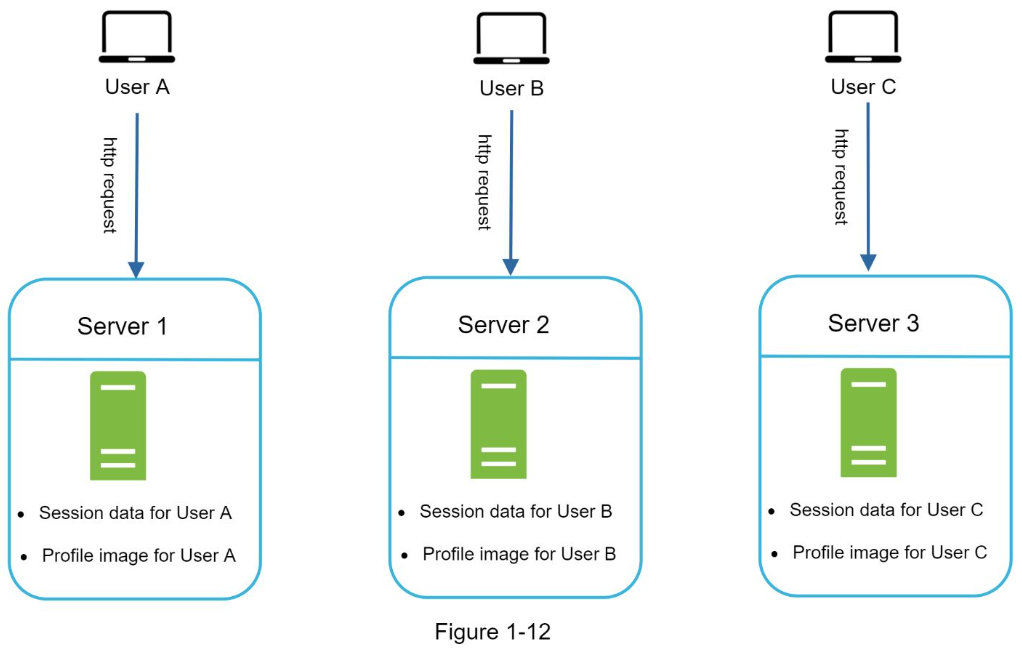 User A
User B
User C
http request
http request
http request
Server 1
Server 2
Server 3
• Session data for User A
• Profile image for User A
• Session data for User B
• Profile image for User B
• Session data for User C
• Profile image for User C
Figure 1-12